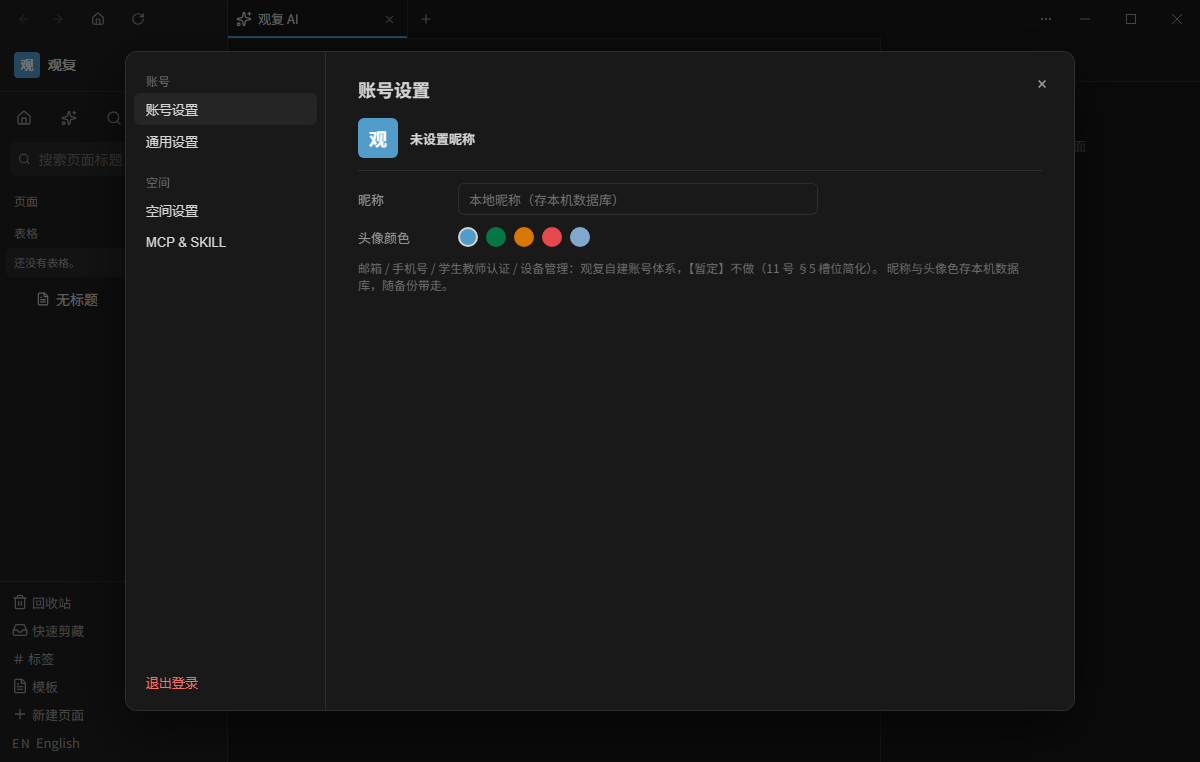 观复 AI
观 观复
搜索页面标题
页面
表格
还没有表格。
无标题
回收站
快速剪藏
# 标签
模板
新建页面
EN English
账号
账号设置
通用设置
空间
空间设置
MCP & SKILL
退出登录
账号设置
观 未设置昵称
昵称 本地昵称（存本机数据库）
头像颜色
邮箱 / 手机号 / 学生教师认证 / 设备管理：观复自建账号体系，【暂定】不做（11 号 §5 槽位简化）。 昵称与头像色存本机数据
库，随备份带走。
面